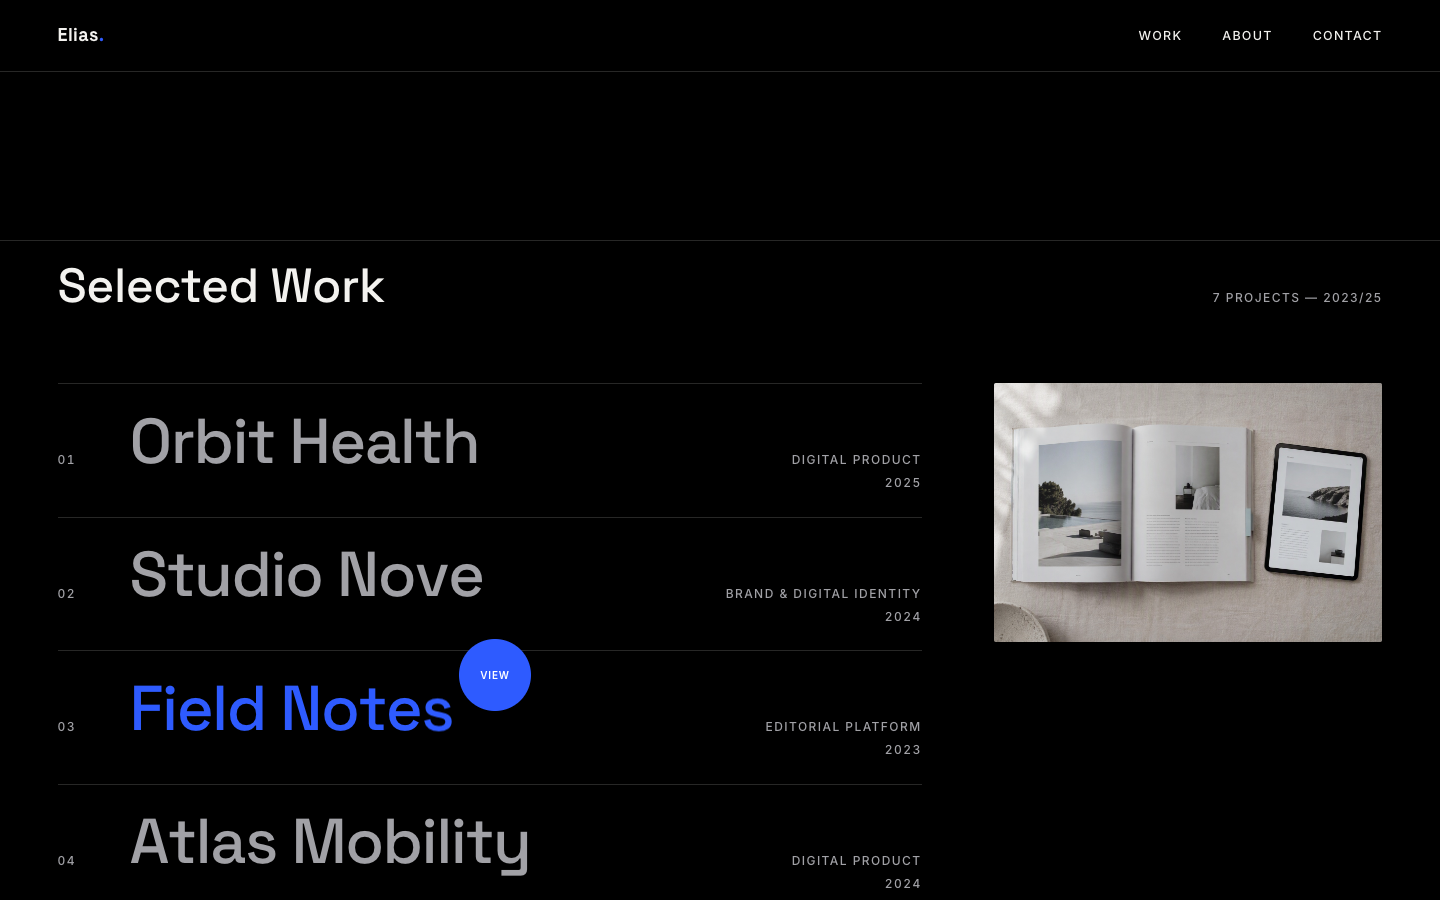 Elias.
WORK
ABOUT
CONTACT
Selected Work
7 PROJECTS — 2023/25
01
Orbit Health
DIGITAL PRODUCT
2025
02
Studio Nove
BRAND & DIGITAL IDENTITY
2024
VIEW
03
Field Notes
EDITORIAL PLATFORM
2023
04
Atlas Mobility
DIGITAL PRODUCT
2024